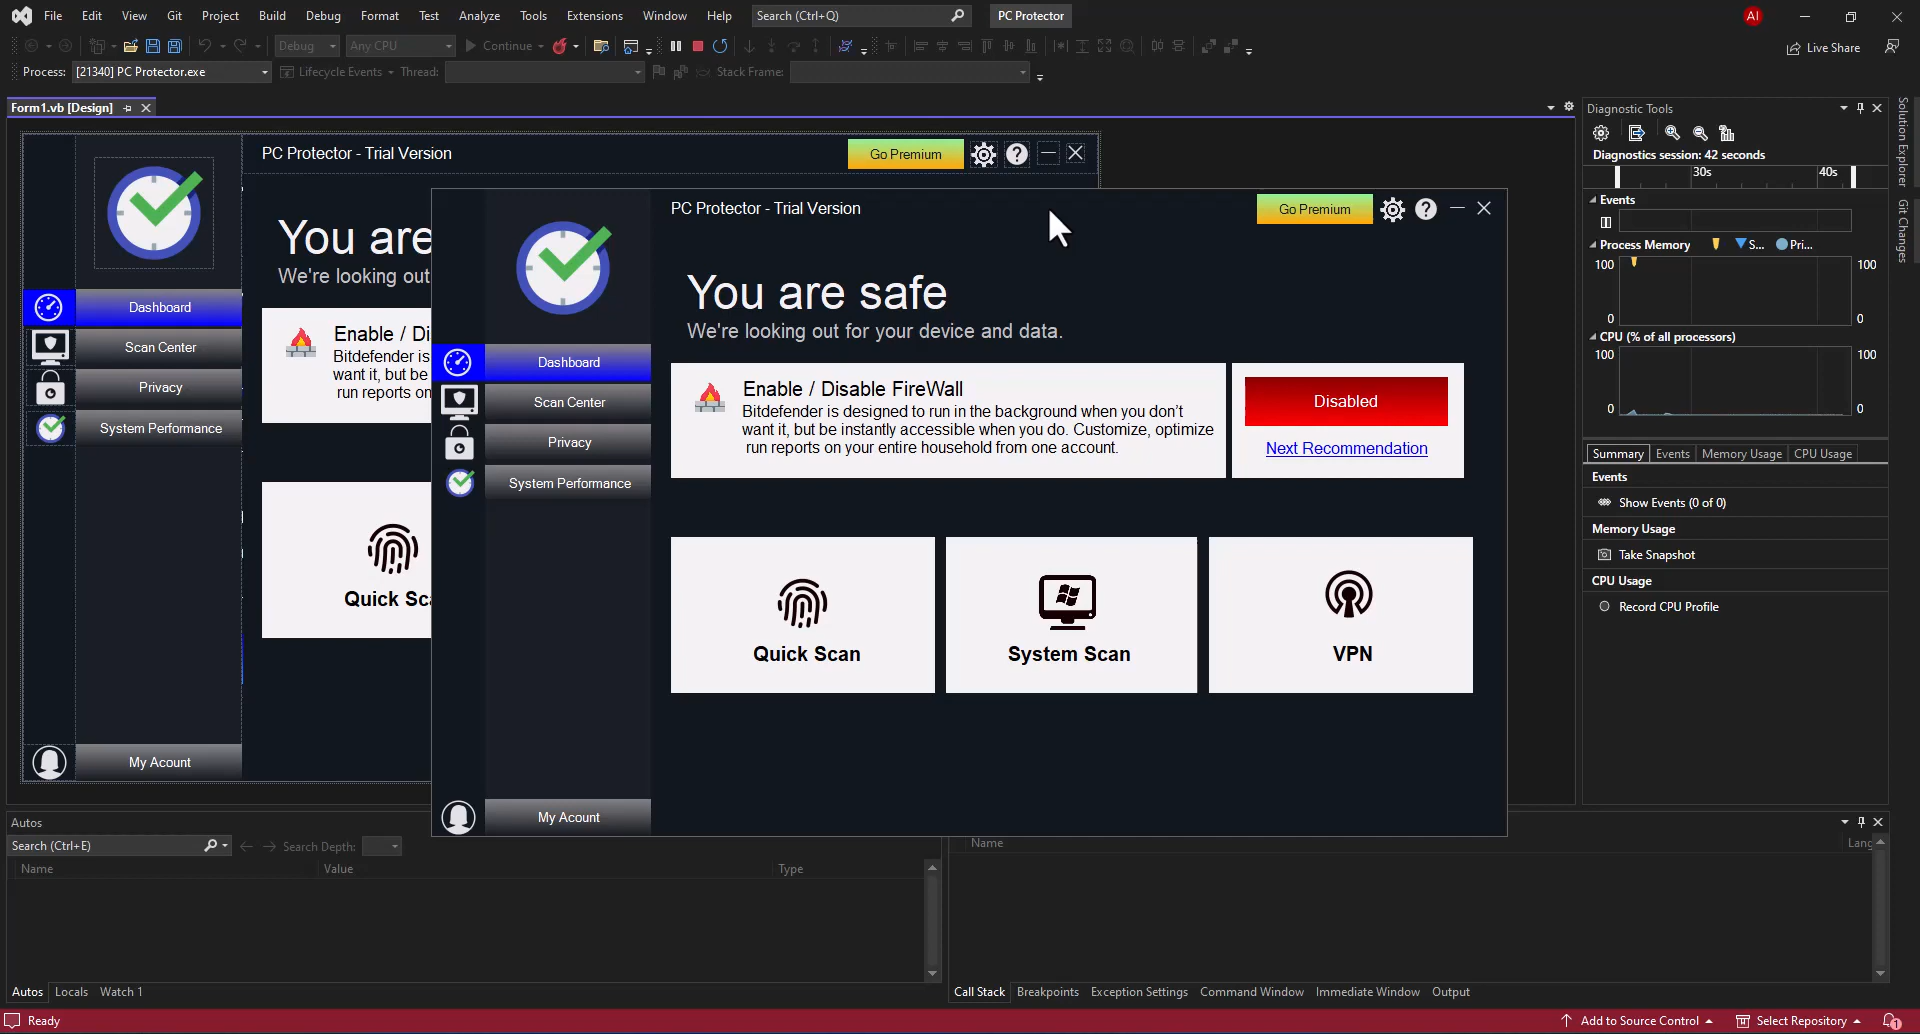 File Edit View Git Project Build Debug Format Test Analyze Tools Extensions Window Help Search (Ctrl+Q) PC Protector AI
Debug Any CPU Continue Live Share
Process: [21340] PC Protector.exe Lifecycle Events Thread: Stack Frame:
Form1.vb [Design]
PC Protector - Trial Version Go Premium
You are
We're looking out
Enable / Di
Bitdefender is
want it, but be
run reports on
Dashboard
Scan Center
Privacy
System Performance
Quick Sc
My Acount
PC Protector - Trial Version Go Premium
You are safe
We're looking out for your device and data.
Dashboard
Scan Center
Privacy
System Performance
My Acount
Enable / Disable FireWall
Bitdefender is designed to run in the background when you don't
want it, but be instantly accessible when you do. Customize, optimize
run reports on your entire household from one account.
Disabled
Next Recommendation
Quick Scan
System Scan
VPN
Diagnostic Tools
Diagnostics session: 42 seconds
30s 40s
Events
Process Memory S... Pri...
100 100
0 0
CPU (% of all processors)
100 100
0 0
Summary Events Memory Usage CPU Usage
Events
Show Events (0 of 0)
Memory Usage
Take Snapshot
CPU Usage
Record CPU Profile
Solution Explorer
Git Changes
Autos
Search (Ctrl+E) Search Depth:
Name Value Type
Autos Locals Watch 1
Name Lang
Call Stack Breakpoints Exception Settings Command Window Immediate Window Output
Ready Add to Source Control Select Repository 1